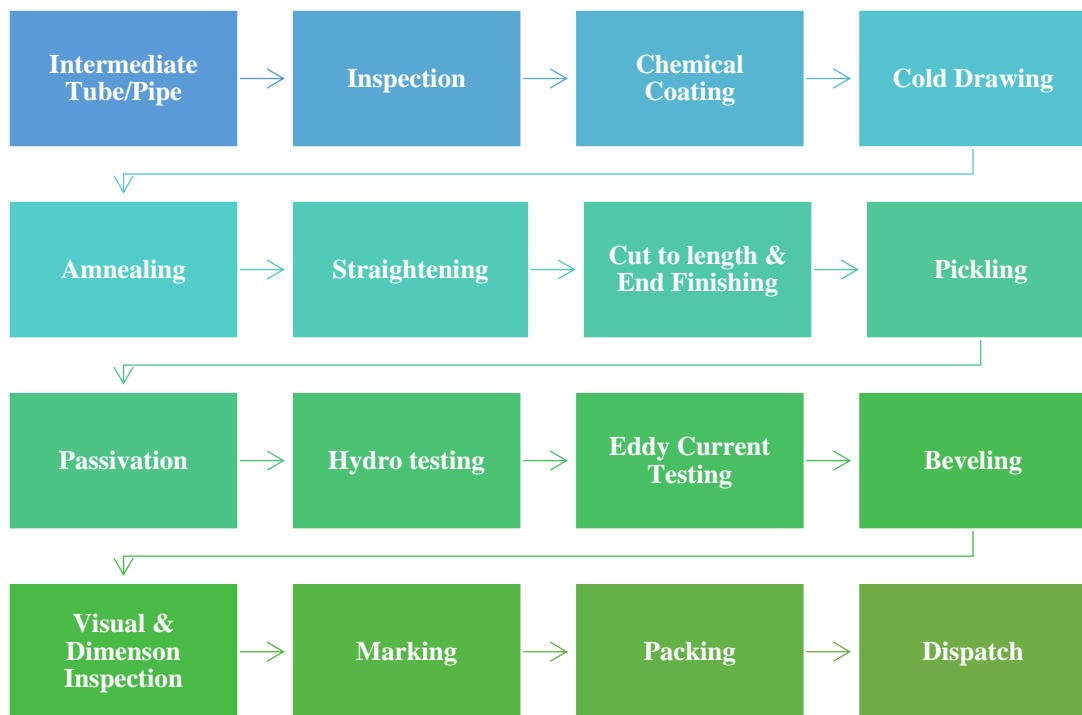 Intermediate
Tube/Pipe
Inspection
Chemical
Coating
Cold Drawing
Amnealing
Straightening
Cut to length &
End Finishing
Pickling
Passivation
Hydro testing
Eddy Current
Testing
Beveling
Visual &
Dimenson
Inspection
Marking
Packing
Dispatch